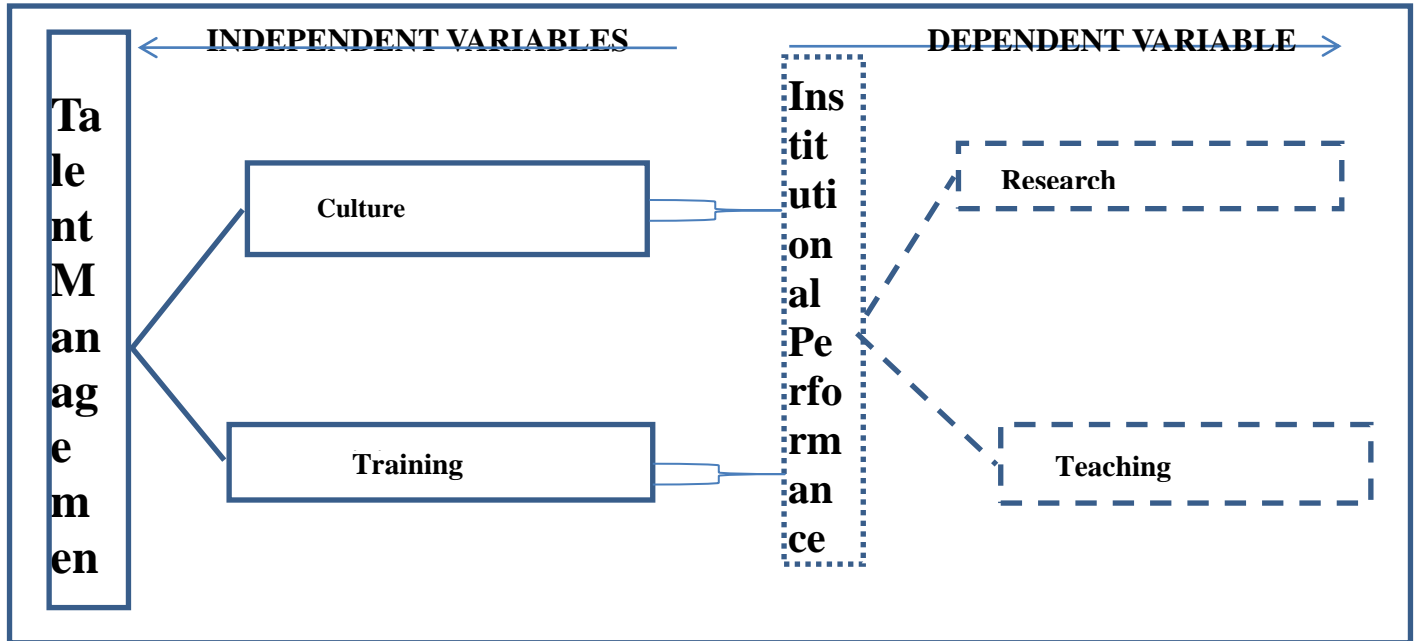 INDEPENDENT VARIABLES
DEPENDENT VARIABLE
Ta
le
nt
M
an
ag
e
m
en
Culture
Training
Ins
tit
uti
on
al
Pe
rfo
rm
an
ce
Research
Teaching